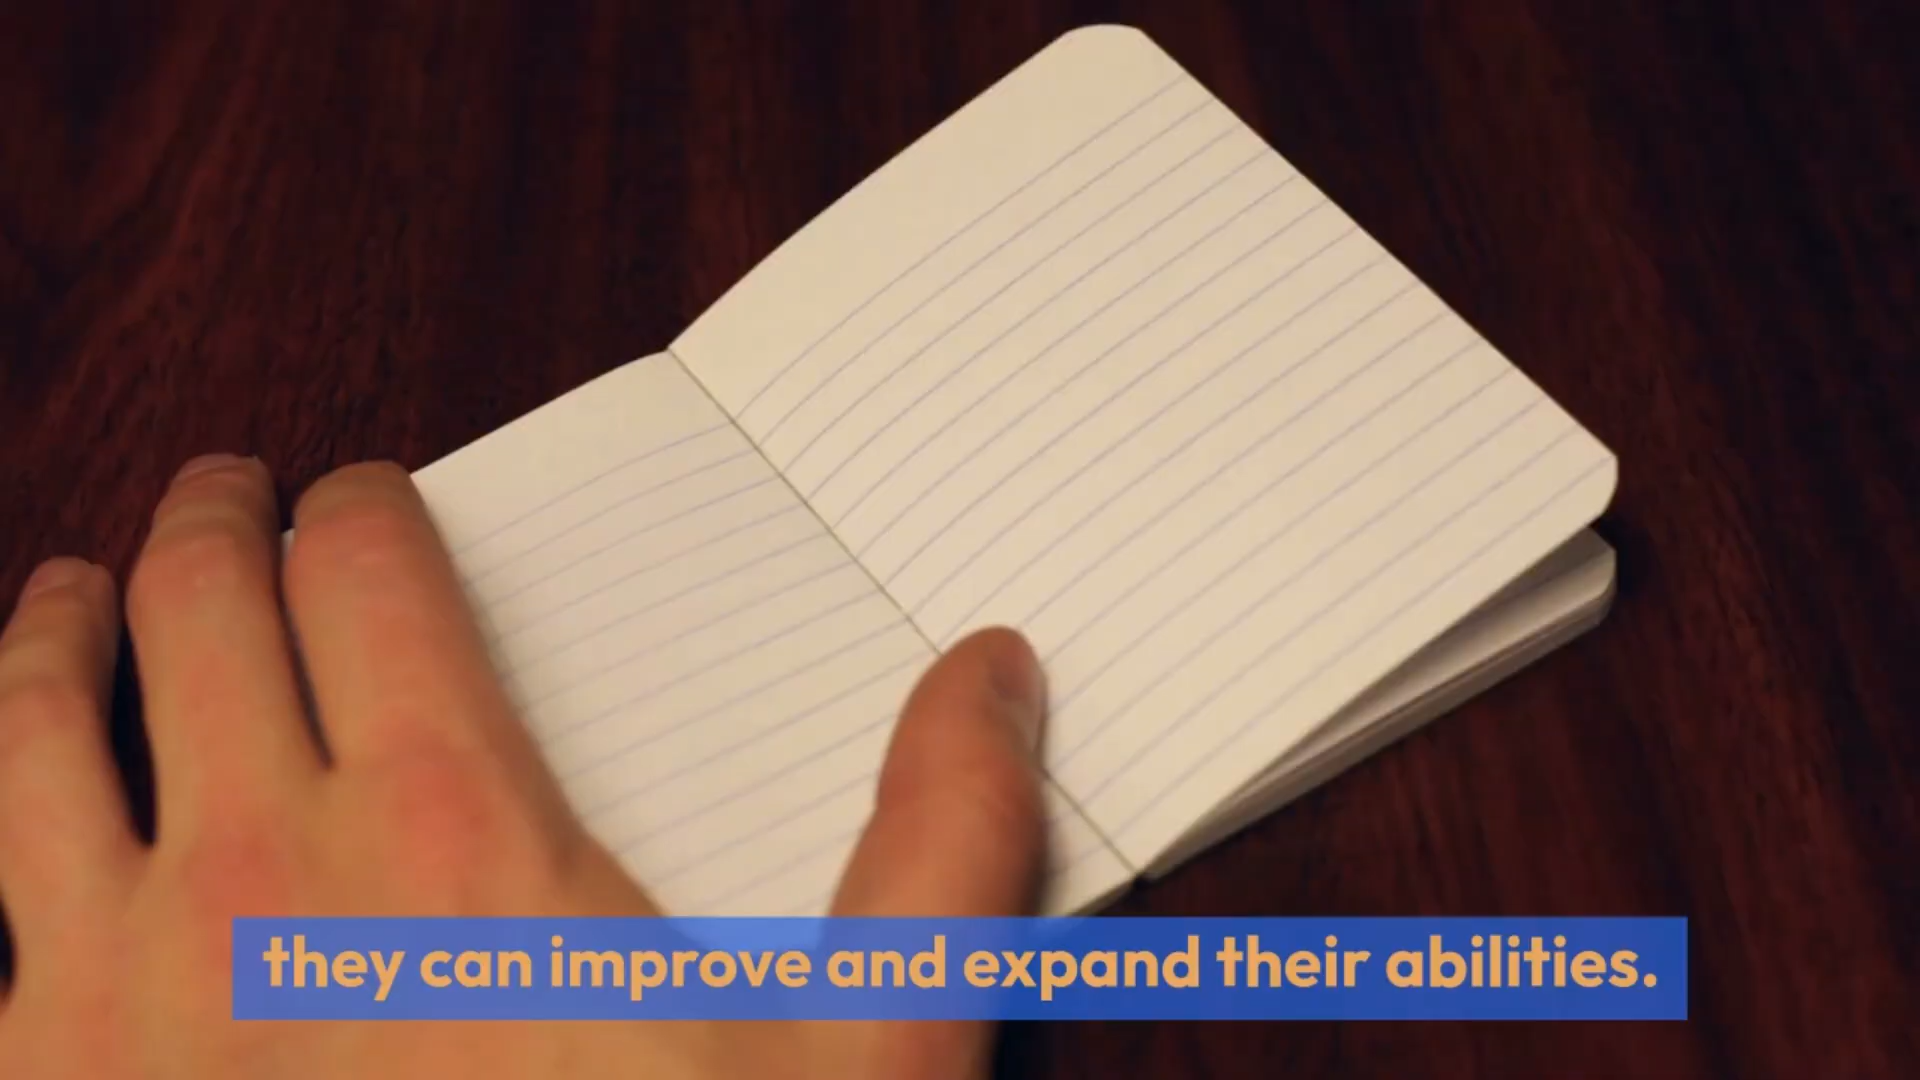 they can improve and expand their abilities.